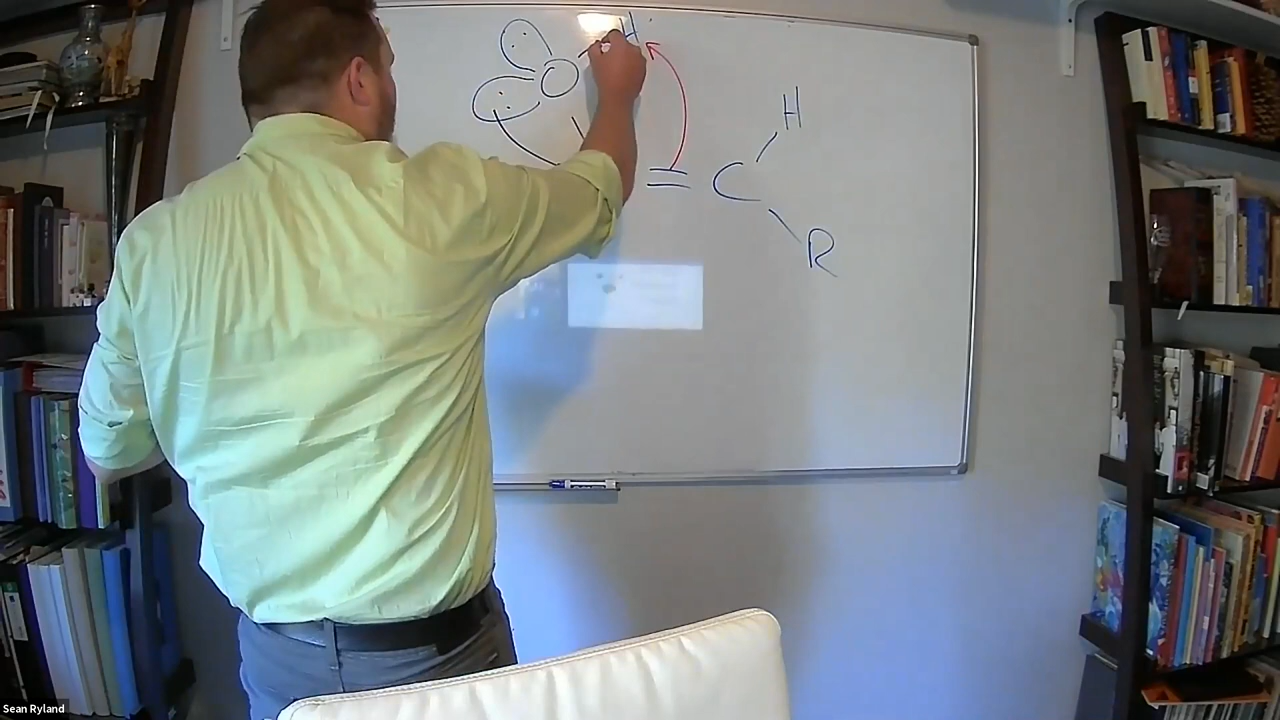 H
O
H
= C
R
Sean Ryland